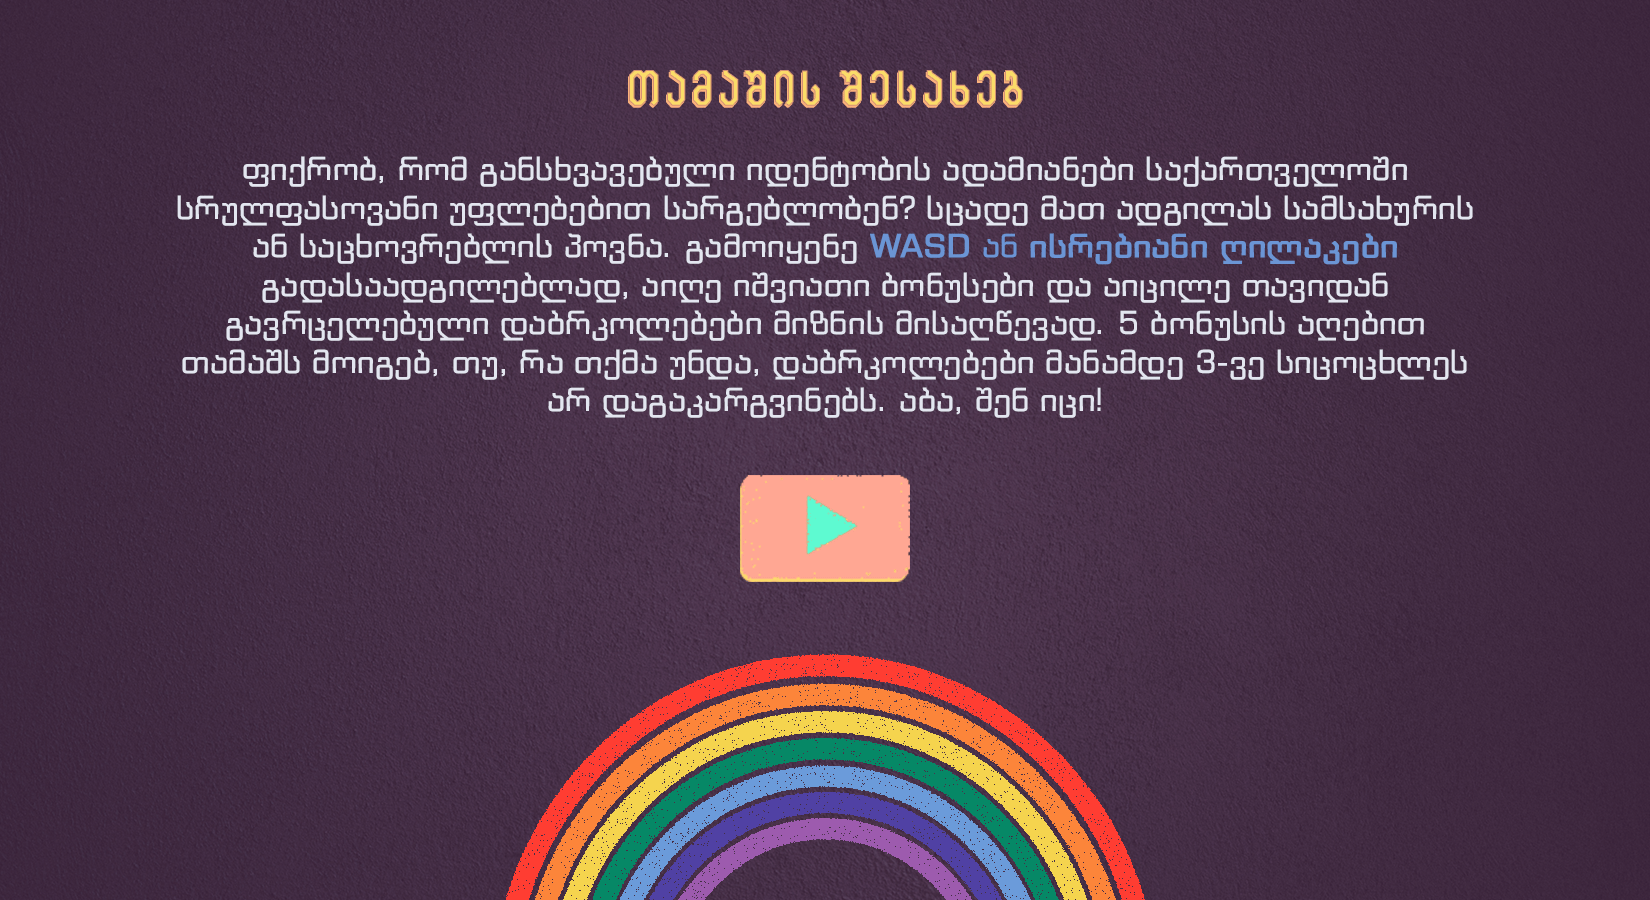 თამაშის შესახებ
ფიქრობ, რომ განსხვავებული იდენტობის ადამიანები საქართველოში
სრულფასოვანი უფლებებით სარგებლობენ? სცადე მათ ადგილას სამსახურის
ან საცხოვრებლის პოვნა. გამოიყენე WASD ან ისრებიანი ღილაკები
გადასაადგილებლად, აიღე იშვიათი ბონუსები და აიცილე თავიდან
გავრცელებული დაბრკოლებები მიზნის მისაღწევად. 5 ბონუსის აღებით
თამაშს მოიგებ, თუ, რა თქმა უნდა, დაბრკოლებები მანამდე 3-ვე სიცოცხლეს
არ დაგაკარგვინებს. აბა, შენ იცი!